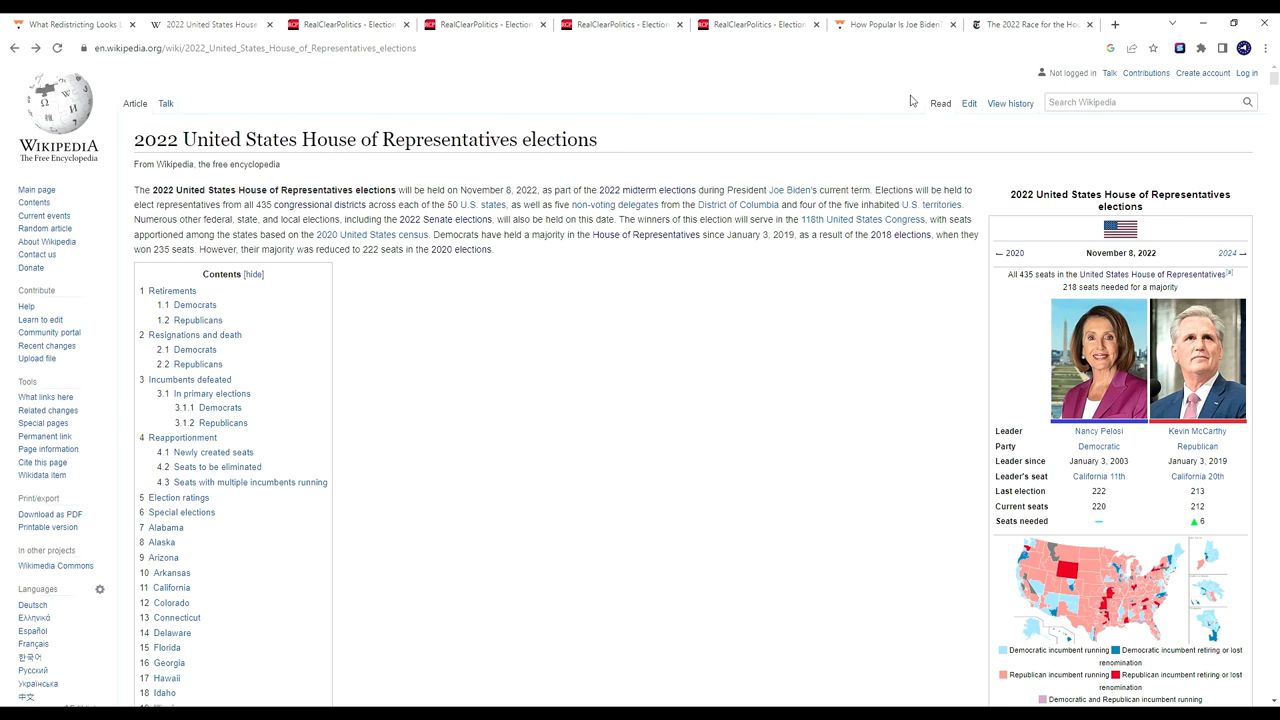 What Redistricting Looks L
2022 United States House
RealClearPolitics - Election
RealClearPolitics - Election
RealClearPolitics - Election
RealClearPolitics - Election
How Popular Is Joe Biden?
The 2022 Race for the Hou
en.wikipedia.org/wiki/2022_United_States_House_of_Representatives_elections
Not logged in Talk Contributions Create account Log in
Article Talk Read Edit View history Search Wikipedia
WIKIPEDIA
The Free Encyclopedia
Main page
Contents
Current events
Random article
About Wikipedia
Contact us
Donate
Contribute
Help
Learn to edit
Community portal
Recent changes
Upload file
Tools
What links here
Related changes
Special pages
Permanent link
Page information
Cite this page
Wikidata item
Print/export
Download as PDF
Printable version
In other projects
Wikimedia Commons
Languages
Deutsch
Ελληνικά
Español
Français
한국어
Русский
Українська
中文
2022 United States House of Representatives elections
From Wikipedia, the free encyclopedia
The 2022 United States House of Representatives elections will be held on November 8, 2022, as part of the 2022 midterm elections during President Joe Biden's current term. Elections will be held to
elect representatives from all 435 congressional districts across each of the 50 U.S. states, as well as five non-voting delegates from the District of Columbia and four of the five inhabited U.S. territories.
Numerous other federal, state, and local elections, including the 2022 Senate elections, will also be held on this date. The winners of this election will serve in the 118th United States Congress, with seats
apportioned among the states based on the 2020 United States census. Democrats have held a majority in the House of Representatives since January 3, 2019, as a result of the 2018 elections, when they
won 235 seats. However, their majority was reduced to 222 seats in the 2020 elections.
Contents [hide]
1 Retirements
1.1 Democrats
1.2 Republicans
2 Resignations and death
2.1 Democrats
2.2 Republicans
3 Incumbents defeated
3.1 In primary elections
3.1.1 Democrats
3.1.2 Republicans
4 Reapportionment
4.1 Newly created seats
4.2 Seats to be eliminated
4.3 Seats with multiple incumbents running
5 Election ratings
6 Special elections
7 Alabama
8 Alaska
9 Arizona
10 Arkansas
11 California
12 Colorado
13 Connecticut
14 Delaware
15 Florida
16 Georgia
17 Hawaii
18 Idaho
2022 United States House of Representatives
elections
← 2020 November 8, 2022 2024 →
All 435 seats in the United States House of Representatives[a]
218 seats needed for a majority
Leader Nancy Pelosi Kevin McCarthy
Party Democratic Republican
Leader since January 3, 2003 January 3, 2019
Leader's seat California 11th California 20th
Last election 222 213
Current seats 220 212
Seats needed — ▲ 6
Democratic incumbent running Democratic incumbent retiring or lost
renomination
Republican incumbent running Republican incumbent retiring or lost
renomination
Democratic and Republican incumbent running